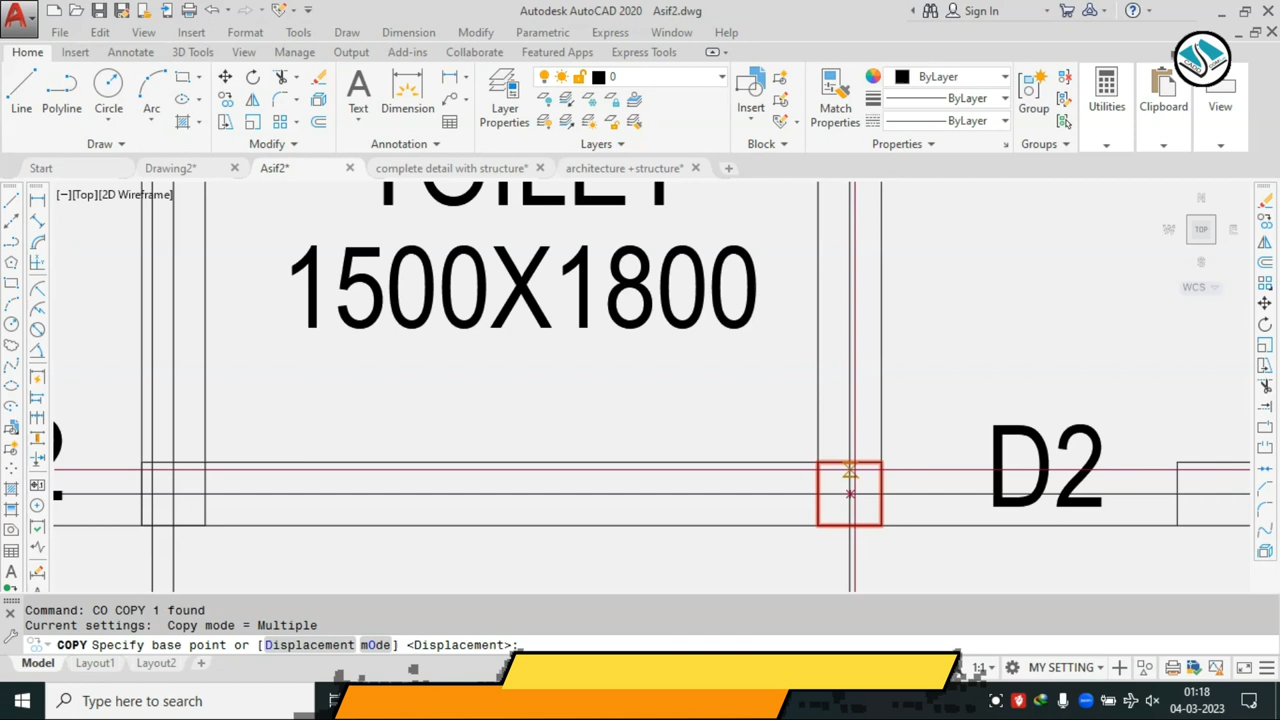 Autodesk AutoCAD 2020 Asif2.dwg
Sign In
File Edit View Insert Format Tools Draw Dimension Modify Parametric Express Window Help
Home Insert Annotate 3D Tools View Manage Output Add-ins Collaborate Featured Apps Express Tools
Line Polyline Circle Arc
Text Dimension
Layer Properties
0
Insert
Match Properties
ByLayer
ByLayer
ByLayer
Group Utilities Clipboard View
Draw Modify Annotation Layers Block Properties Groups
Start Drawing2* Asif2* complete detail with structure* architecture +structure*
[−][Top][2D Wireframe]
N
W TOP E
S
WCS
TOILET
1500X1800
D2
Command: CO COPY 1 found
Current settings: Copy mode = Multiple
COPY Specify base point or [Displacement mOde] <Displacement>:
Model Layout1 Layout2
1:1 MY SETTING
Type here to search
01:18
04-03-2023